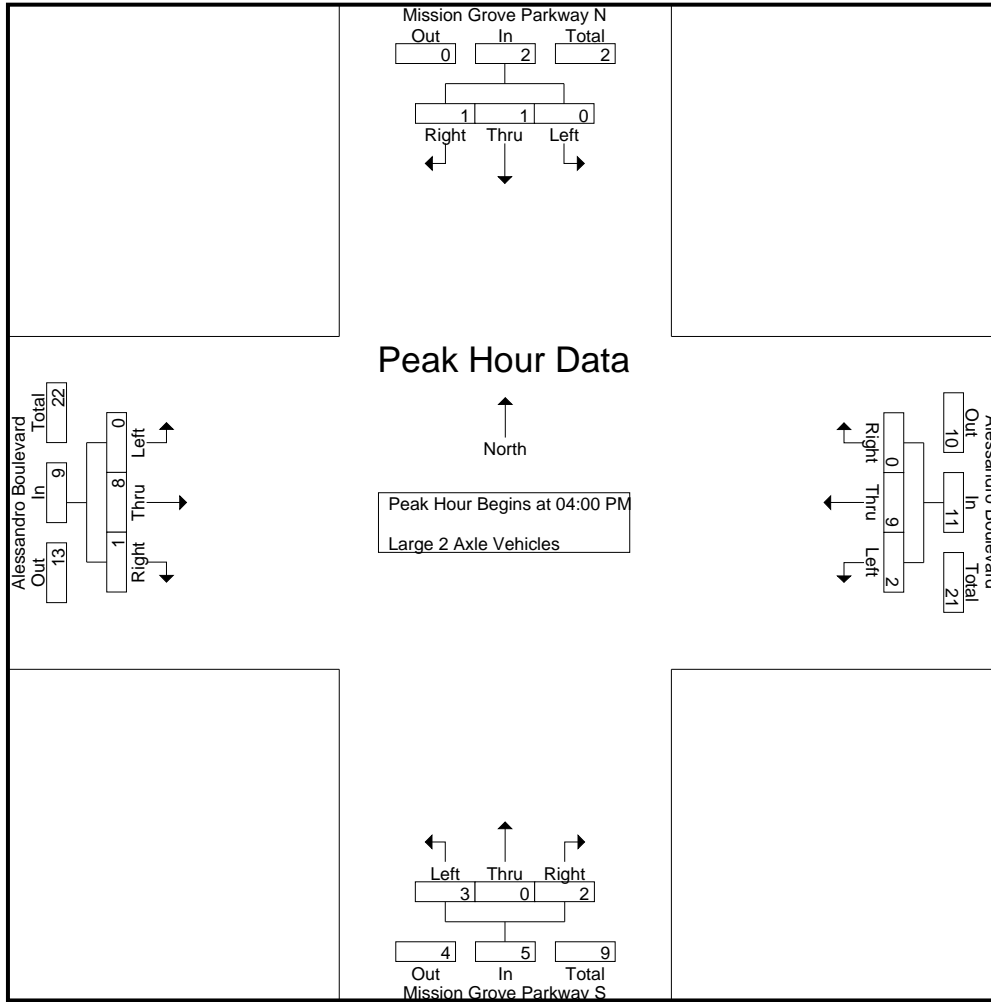 Mission Grove Parkway N
Out In Total
0 2 2
1 1 0
Right Thru Left
Peak Hour Data
North
Peak Hour Begins at 04:00 PM
Large 2 Axle Vehicles
Alessandro Boulevard
Out In Total
13 9 22
0 8 1
Left Thru Right
Alessandro Boulevard
Out In Total
10 11 21
0 9 2
Right Thru Left
Left Thru Right
3 0 2
4 5 9
Out In Total
Mission Grove Parkway S